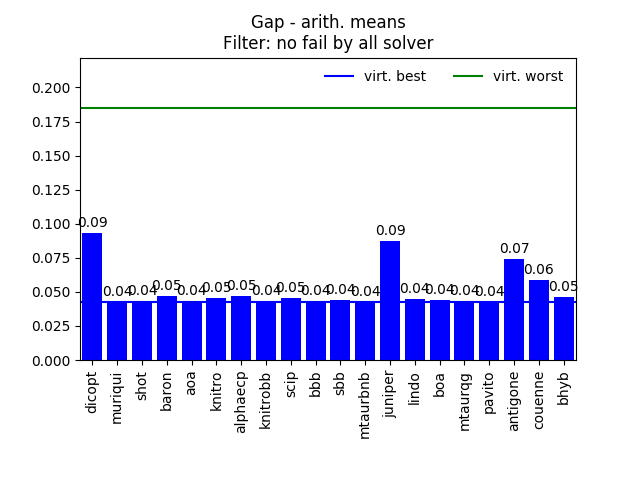 Gap - arith. means
Filter: no fail by all solver
virt. best
virt. worst
0.200
0.175
0.150
0.125
0.100
0.075
0.050
0.025
0.000
0.09
0.04
0.04
0.05
0.04
0.05
0.05
0.04
0.05
0.04
0.04
0.04
0.09
0.04
0.04
0.04
0.04
0.07
0.06
0.05
dicopt
muriqui
shot
baron
aoa
knitro
alphaecp
knitrobb
scip
bbb
sbb
mtaurbnb
juniper
lindo
boa
mtaurqg
pavito
antigone
couenne
bhyb